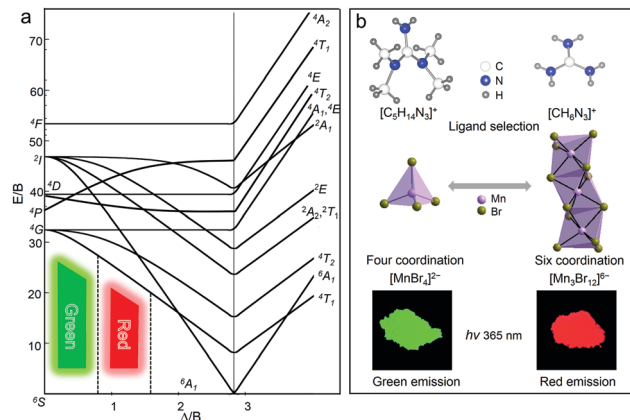 a
70
60
50
40
30
20
10
0
E/B
⁴F
²I
⁴D
⁴P
⁴G
⁶S
1
2
3
Δ/B
⁶A₁
Green
Red
⁴A₂
⁴T₁
⁴E
⁴T₂
⁴A₁,⁴E
²A₁
²E
²A₂,²T₁
⁴T₂
⁶A₁
⁴T₁
b
C
N
H
[C₅H₁₄N₃]⁺
[CH₆N₃]⁺
Ligand selection
Mn
Br
Four coordination
Six coordination
[MnBr₄]²⁻
[Mn₃Br₁₂]⁶⁻
hv 365 nm
Green emission
Red emission